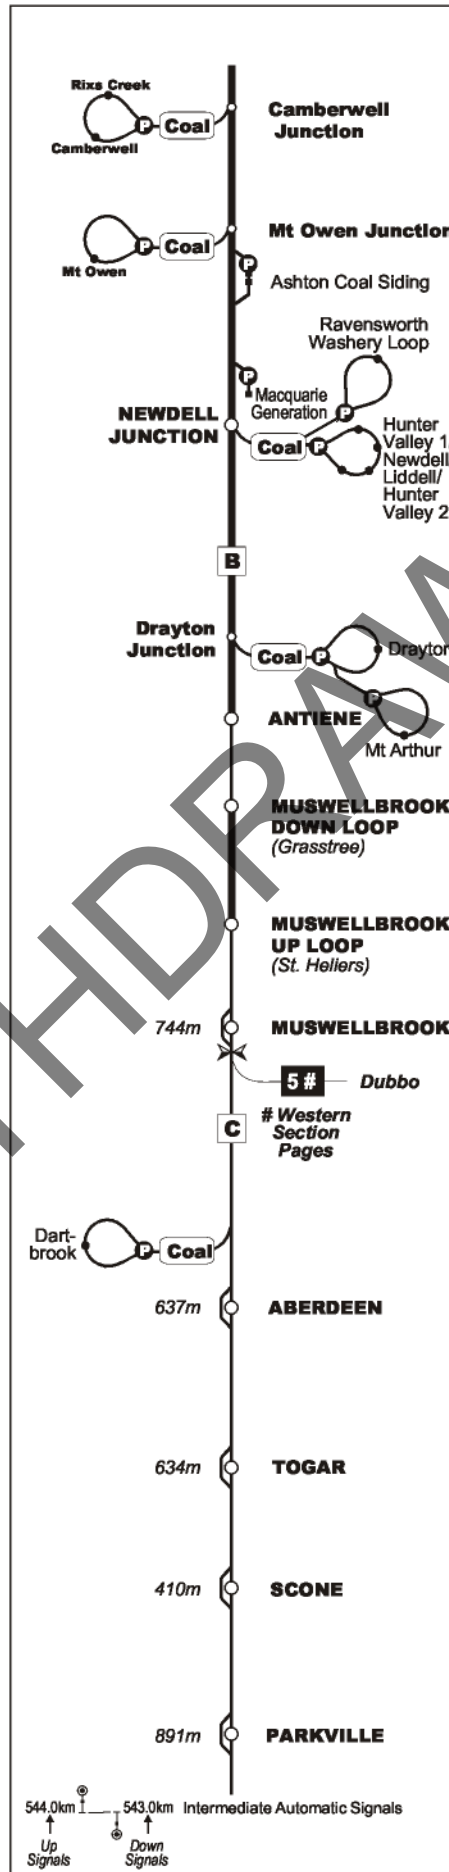 Rixs Creek
P
Coal
Camberwell
Camberwell
Junction
Mt Owen Junction
P
Coal
Mt Owen
P
Ashton Coal Siding
Ravensworth
Washery Loop
P
Macquarie
Generation
P
NEWDELL
JUNCTION
Coal
P
Hunter
Valley 1/
Newdell
Liddell/
Hunter
Valley 2
B
Drayton
Junction
Coal
P
Drayton
P
Mt Arthur
ANTIENE
MUSWELLBROOK
DOWN LOOP
(Grasstree)
MUSWELLBROOK
UP LOOP
(St. Heliers)
744m
MUSWELLBROOK
5 #
Dubbo
# Western
Section
Pages
C
Dart-
brook
P
Coal
637m
ABERDEEN
634m
TOGAR
410m
SCONE
891m
PARKVILLE
544.0km
543.0km
Intermediate Automatic Signals
Up
Signals
Down
Signals
THDRAW